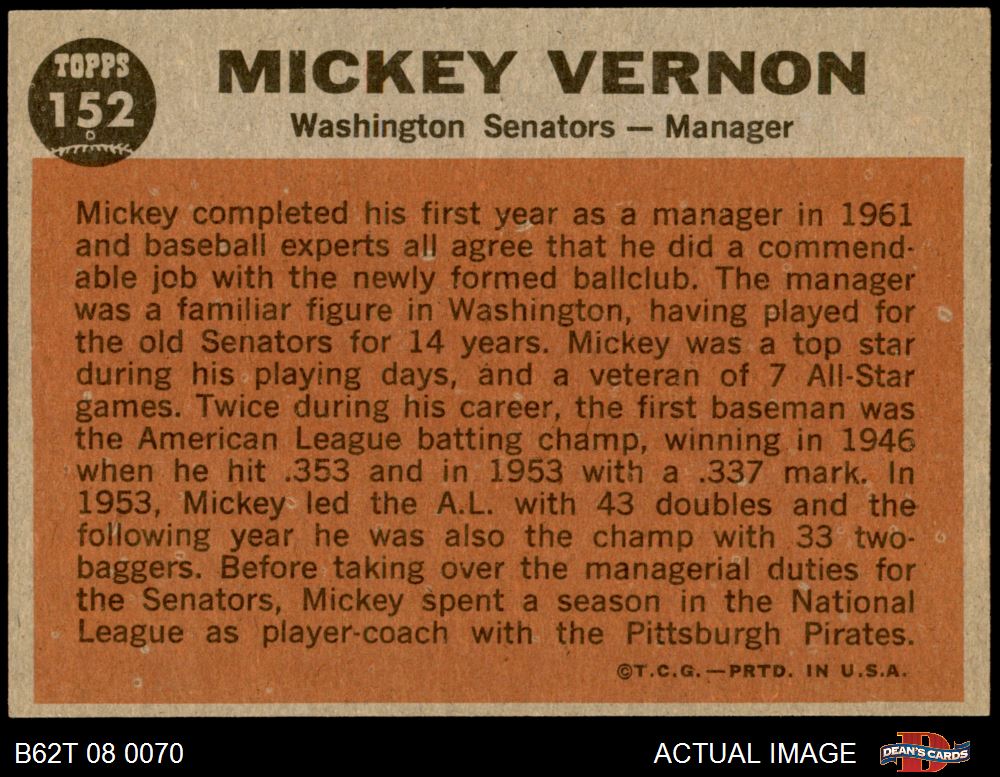 TOPPS
152
MICKEY VERNON
Washington Senators — Manager
Mickey completed his first year as a manager in 1961
and baseball experts all agree that he did a commend-
able job with the newly formed ballclub. The manager
was a familiar figure in Washington, having played for
the old Senators for 14 years. Mickey was a top star
during his playing days, and a veteran of 7 All-Star
games. Twice during his career, the first baseman was
the American League batting champ, winning in 1946
when he hit .353 and in 1953 with a .337 mark. In
1953, Mickey led the A.L. with 43 doubles and the
following year he was also the champ with 33 two-
baggers. Before taking over the managerial duties for
the Senators, Mickey spent a season in the National
League as player-coach with the Pittsburgh Pirates.
©T.C.G.—PRTD. IN U.S.A.
B62T 08 0070
ACTUAL IMAGE
DEAN'S CARDS